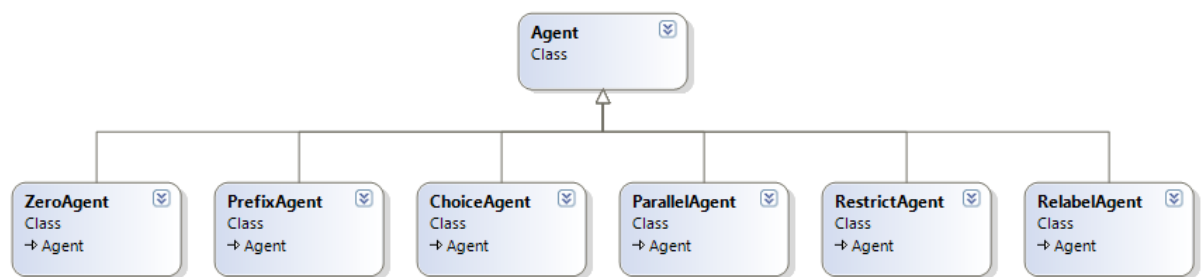 Agent
Class
ZeroAgent
Class
Agent
PrefixAgent
Class
Agent
ChoiceAgent
Class
Agent
ParallelAgent
Class
Agent
RestrictAgent
Class
Agent
RelabelAgent
Class
Agent